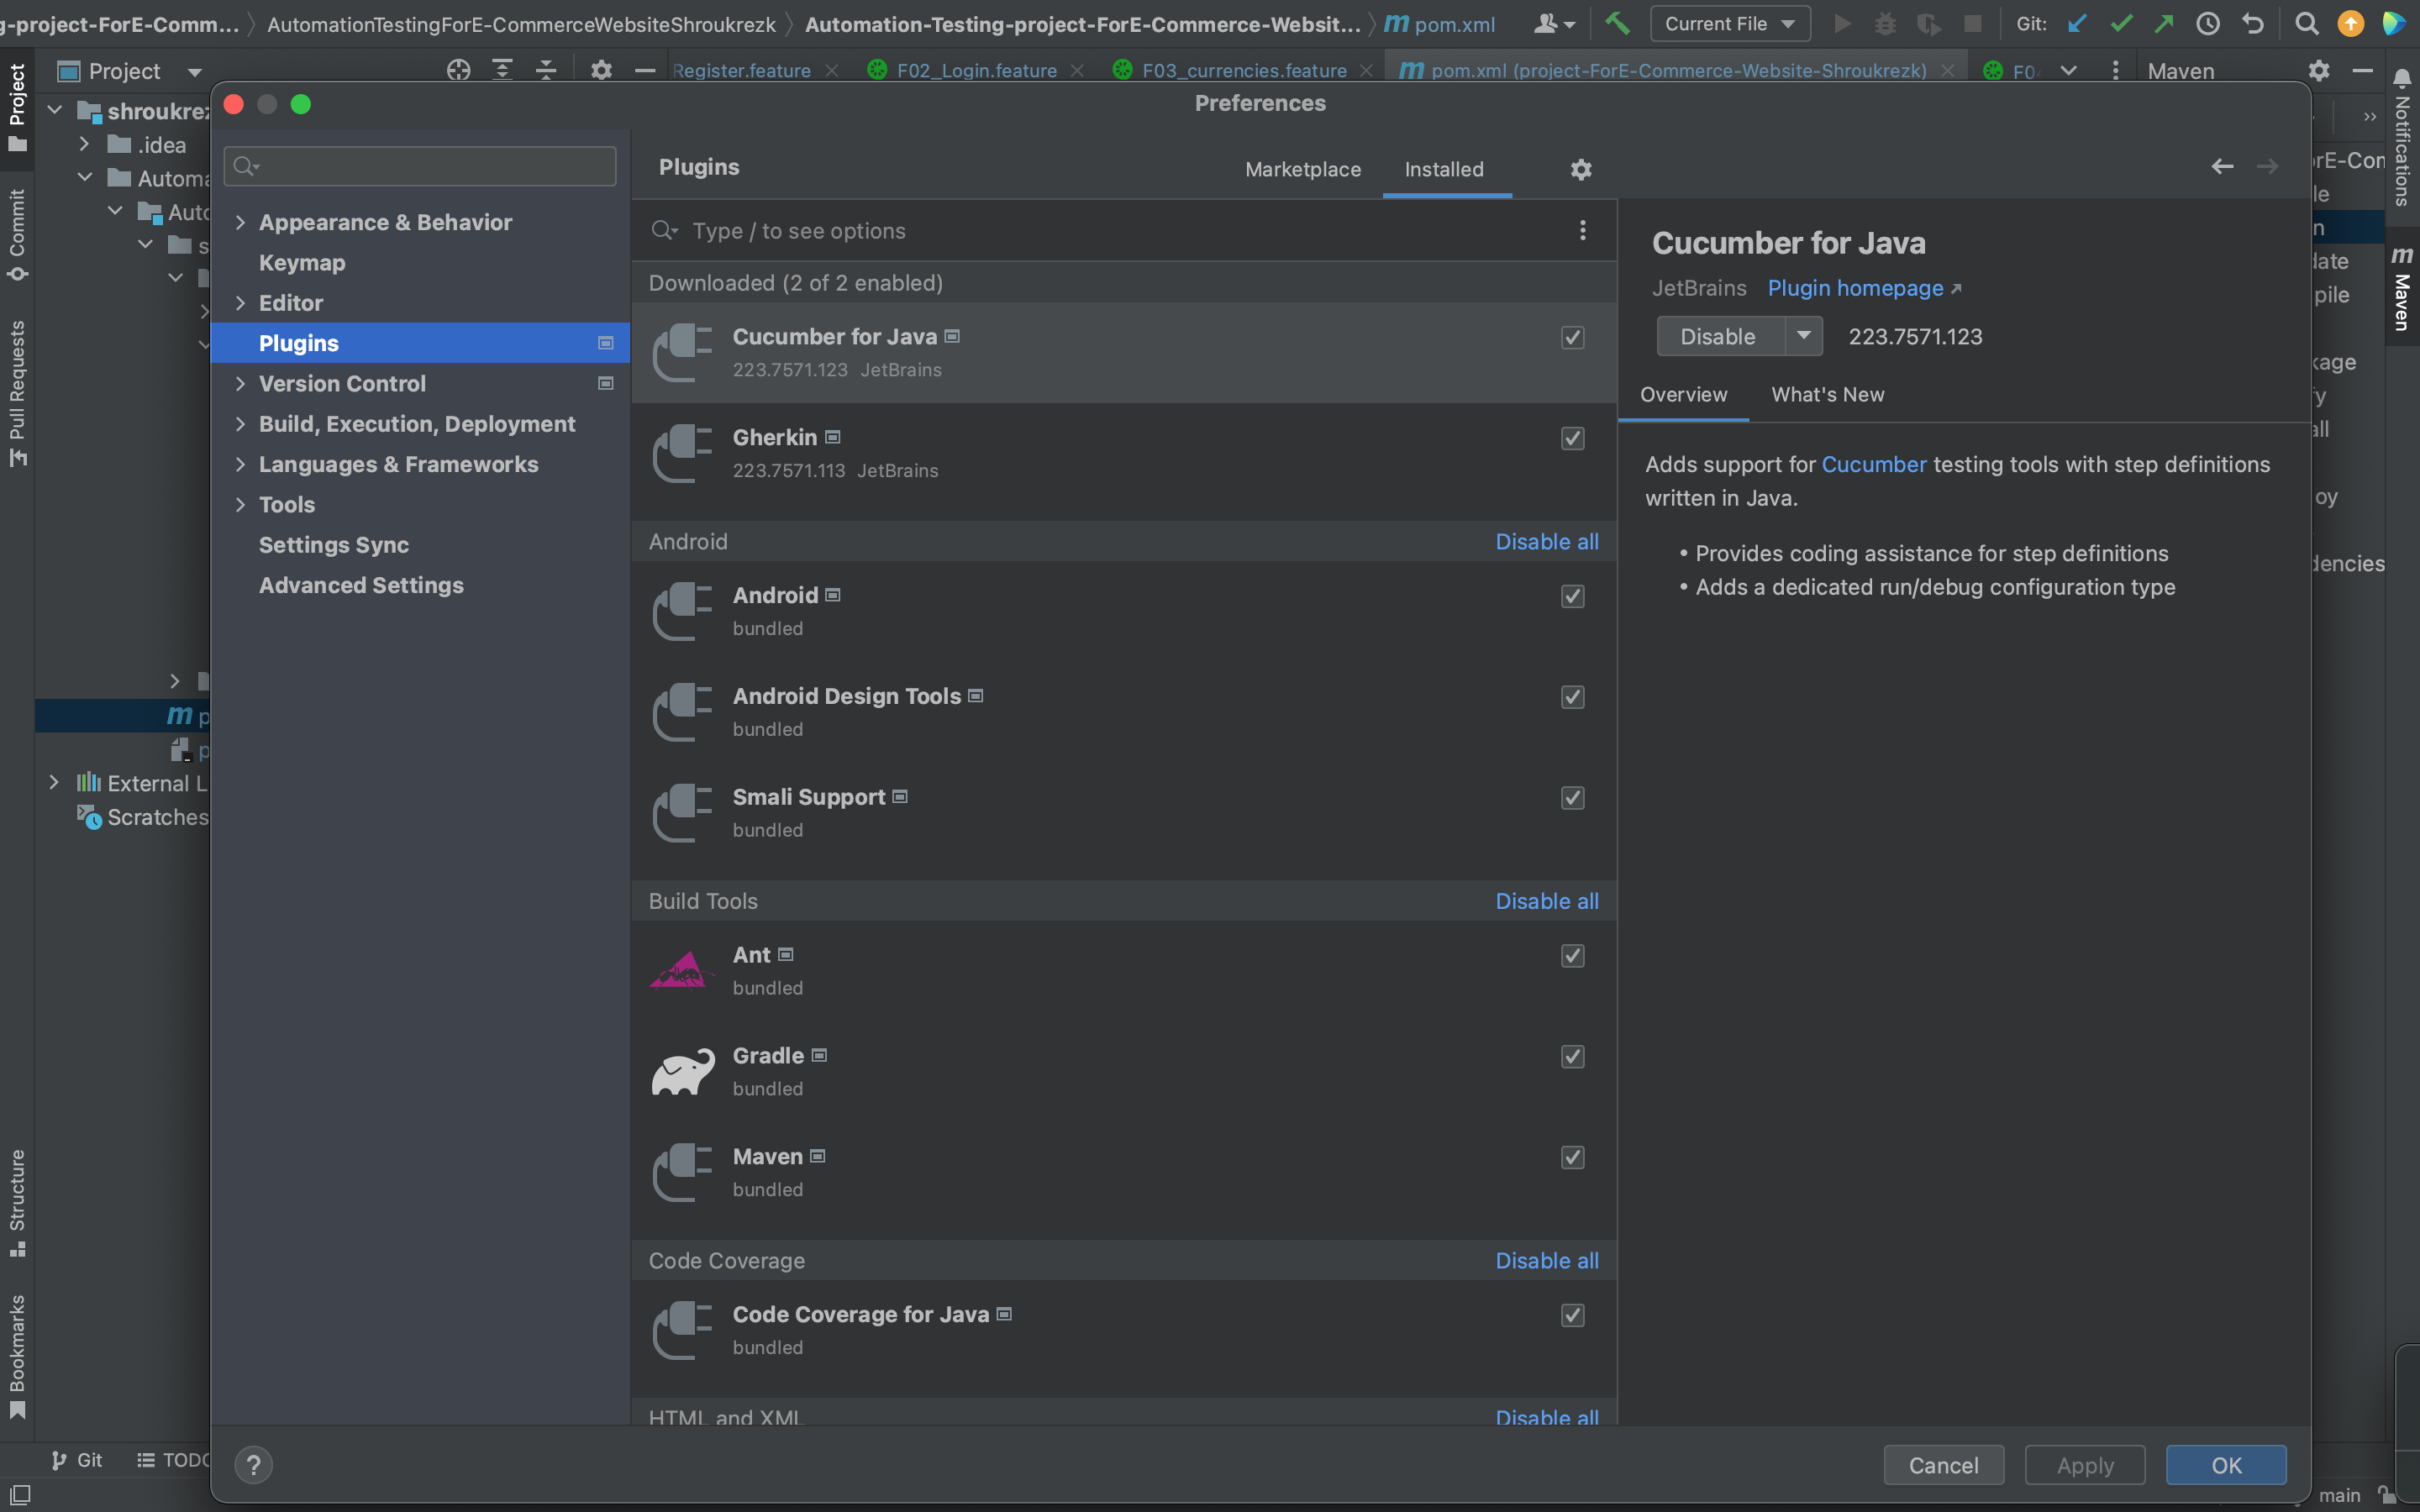 g-project-ForE-Comm...
AutomationTestingForE-CommerceWebsiteShroukrezk
Automation-Testing-project-ForE-Commerce-Websit...
pom.xml
Current File
Git:
Project
Register.feature
F02_Login.feature
F03_currencies.feature
pom.xml (project-ForE-Commerce-Website-Shroukrezk)
F0
Maven
Project
Commit
Pull Requests
Structure
Bookmarks
shroukrez
.idea
Automa
Auto
s
p
p
External L
Scratches
Preferences
Appearance & Behavior
Keymap
Editor
Plugins
Version Control
Build, Execution, Deployment
Languages & Frameworks
Tools
Settings Sync
Advanced Settings
Plugins
Marketplace
Installed
Type / to see options
Downloaded (2 of 2 enabled)
Cucumber for Java
223.7571.123 JetBrains
Gherkin
223.7571.113 JetBrains
Android
Disable all
Android
bundled
Android Design Tools
bundled
Smali Support
bundled
Build Tools
Disable all
Ant
bundled
Gradle
bundled
Maven
bundled
Code Coverage
Disable all
Code Coverage for Java
bundled
HTML and XML
Disable all
Cucumber for Java
JetBrains
Plugin homepage
Disable
223.7571.123
Overview
What's New
Adds support for Cucumber testing tools with step definitions
written in Java.
• Provides coding assistance for step definitions
• Adds a dedicated run/debug configuration type
rE-Com
le
n
date
pile
kage
fy
all
oy
dencies
Notifications
Maven
?
Cancel
Apply
OK
Git
TODO
main